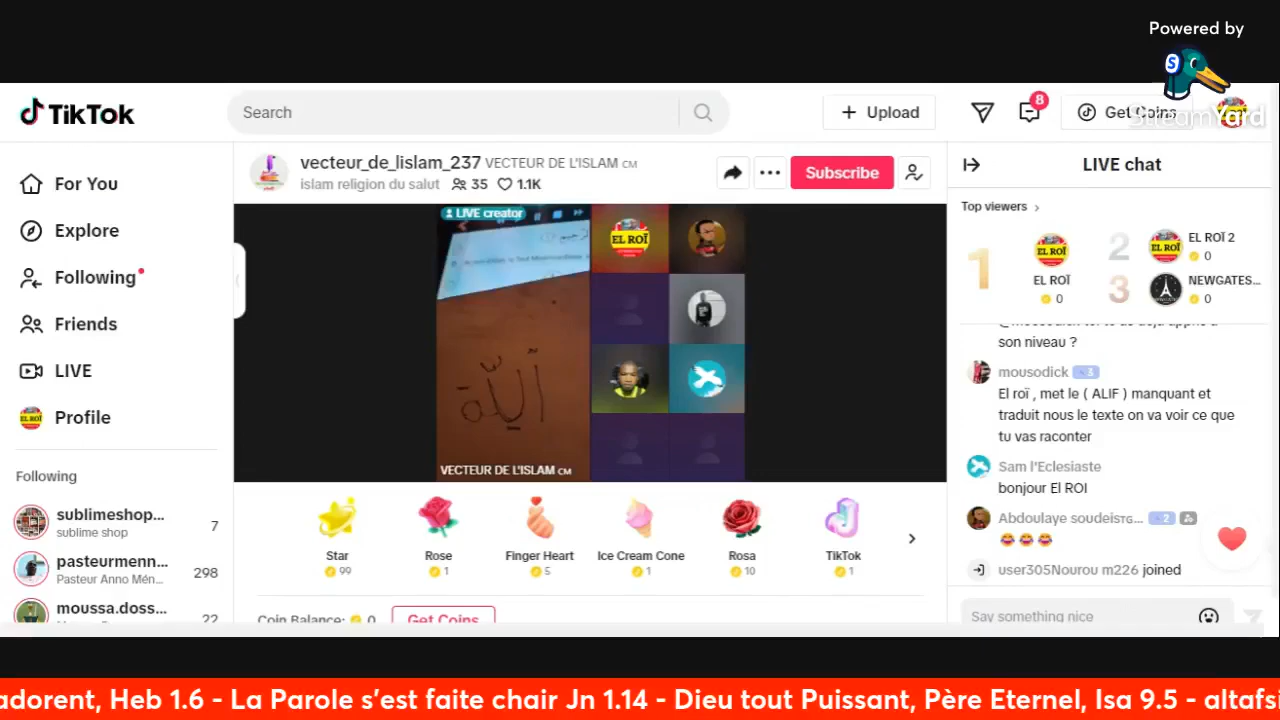 Powered by
StreamYard
TikTok
Search
Upload
8
Get Coins
For You
Explore
Following
Friends
LIVE
Profile
Following
sublimeshop...
sublime shop
7
pasteurmenn...
Pasteur Anno Mén...
298
moussa.doss...
22
vecteur_de_lislam_237 VECTEUR DE L'ISLAM CM
islam religion du salut 35 1.1K
Subscribe
LIVE creator
EL ROÏ
اللّه
VECTEUR DE L'ISLAM CM
Star
99
Rose
1
Finger Heart
5
Ice Cream Cone
1
Rosa
10
TikTok
1
Coin Balance: 0
Get Coins
LIVE chat
Top viewers
1
EL ROÏ
0
2
EL ROÏ 2
0
3
NEWGATES...
0
son niveau ?
mousodick 3
El roï , met le ( ALIF ) manquant et
traduit nous le texte on va voir ce que
tu vas raconter
Sam l'Eclesiaste
bonjour El ROI
Abdoulaye soudeisTG... 2
user305Nourou m226 joined
Say something nice
adorent, Heb 1.6 - La Parole s'est faite chair Jn 1.14 - Dieu tout Puissant, Père Eternel, Isa 9.5 - altafsi